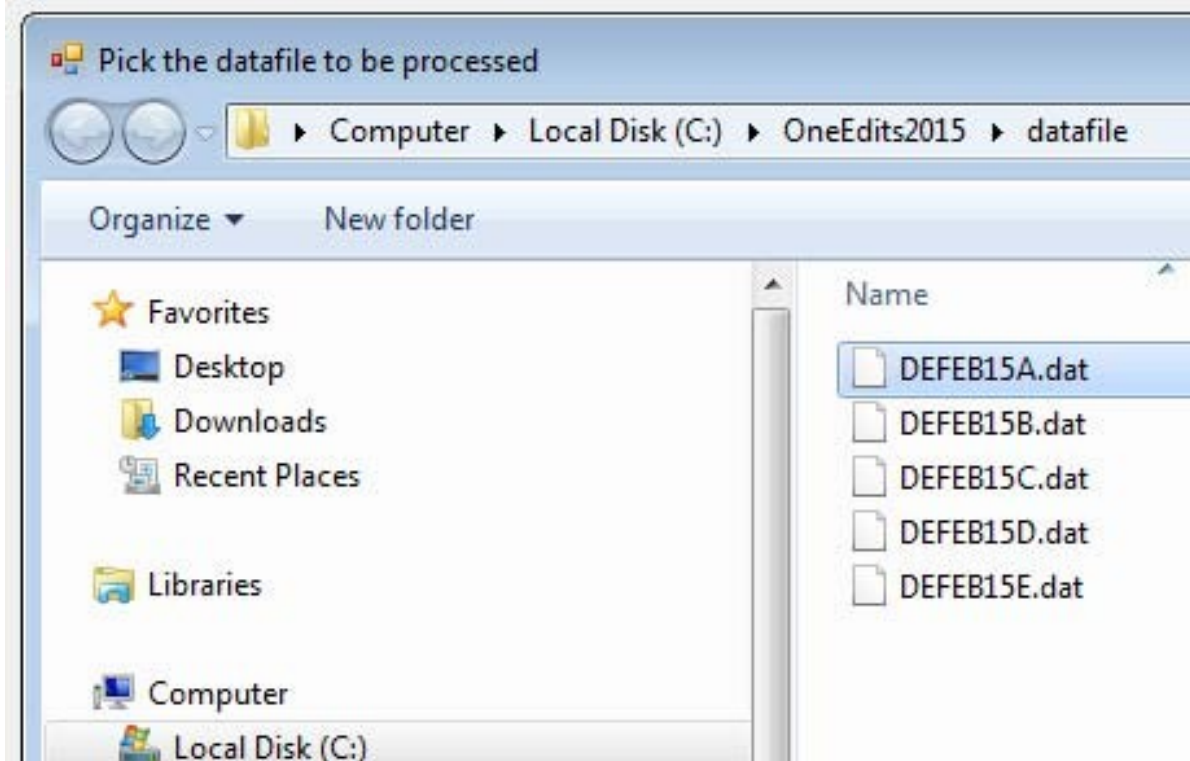 Pick the datafile to be processed
Computer Local Disk (C:) OneEdits2015 datafile
Organize New folder
Favorites
Desktop
Downloads
Recent Places
Libraries
Computer
Local Disk (C:)
Name
DEFEB15A.dat
DEFEB15B.dat
DEFEB15C.dat
DEFEB15D.dat
DEFEB15E.dat